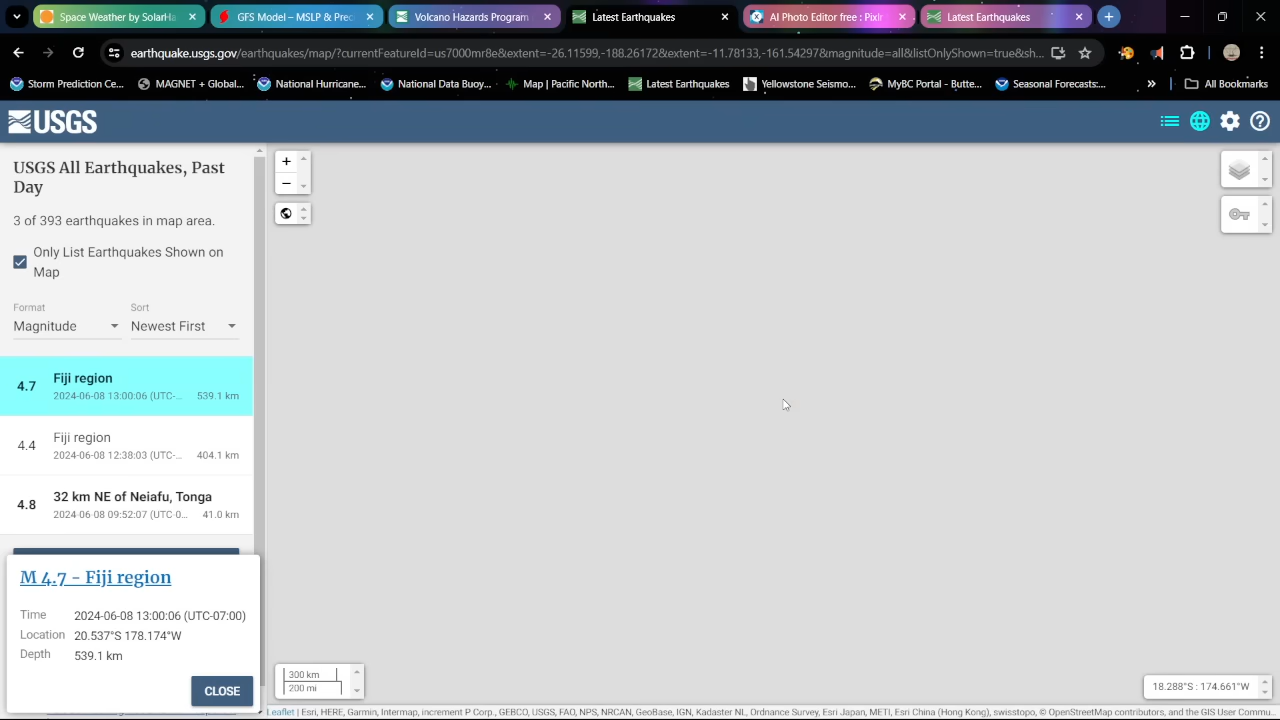 Space Weather by SolarHa
GFS Model – MSLP & Prec
Volcano Hazards Program
Latest Earthquakes
AI Photo Editor free : Pixlr
Latest Earthquakes
earthquake.usgs.gov/earthquakes/map/?currentFeatureId=us7000mr8e&extent=-26.11599,-188.26172&extent=-11.78133,-161.54297&magnitude=all&listOnlyShown=true&sh...
Storm Prediction Ce...
MAGNET + Global...
National Hurricane...
National Data Buoy...
Map | Pacific North...
Latest Earthquakes
Yellowstone Seismo...
MyBC Portal - Butte...
Seasonal Forecasts:...
»
All Bookmarks
USGS
USGS All Earthquakes, Past
Day
3 of 393 earthquakes in map area.
Only List Earthquakes Shown on
Map
Format
Sort
Magnitude
Newest First
4.7
Fiji region
2024-06-08 13:00:06 (UTC-...
539.1 km
4.4
Fiji region
2024-06-08 12:38:03 (UTC-...
404.1 km
4.8
32 km NE of Neiafu, Tonga
2024-06-08 09:52:07 (UTC-0...
41.0 km
M 4.7 - Fiji region
Time 2024-06-08 13:00:06 (UTC-07:00)
Location 20.537°S 178.174°W
Depth 539.1 km
CLOSE
+
−
300 km
200 mi
18.288°S : 174.661°W
Leaflet | Esri, HERE, Garmin, Intermap, increment P Corp., GEBCO, USGS, FAO, NPS, NRCAN, GeoBase, IGN, Kadaster NL, Ordnance Survey, Esri Japan, METI, Esri China (Hong Kong), swisstopo, © OpenStreetMap contributors, and the GIS User Commu...